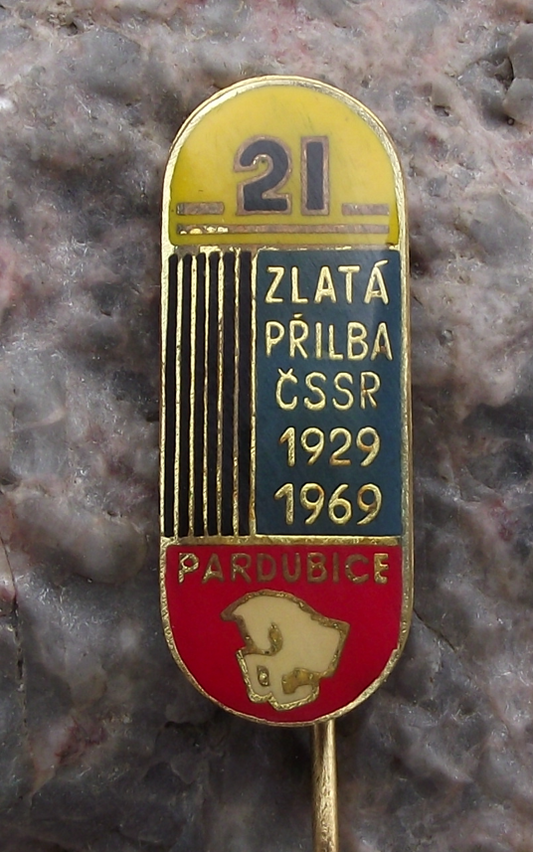 21
ZLATÁ
PŘILBA
ČSSR
1929
1969
PARDUBICE